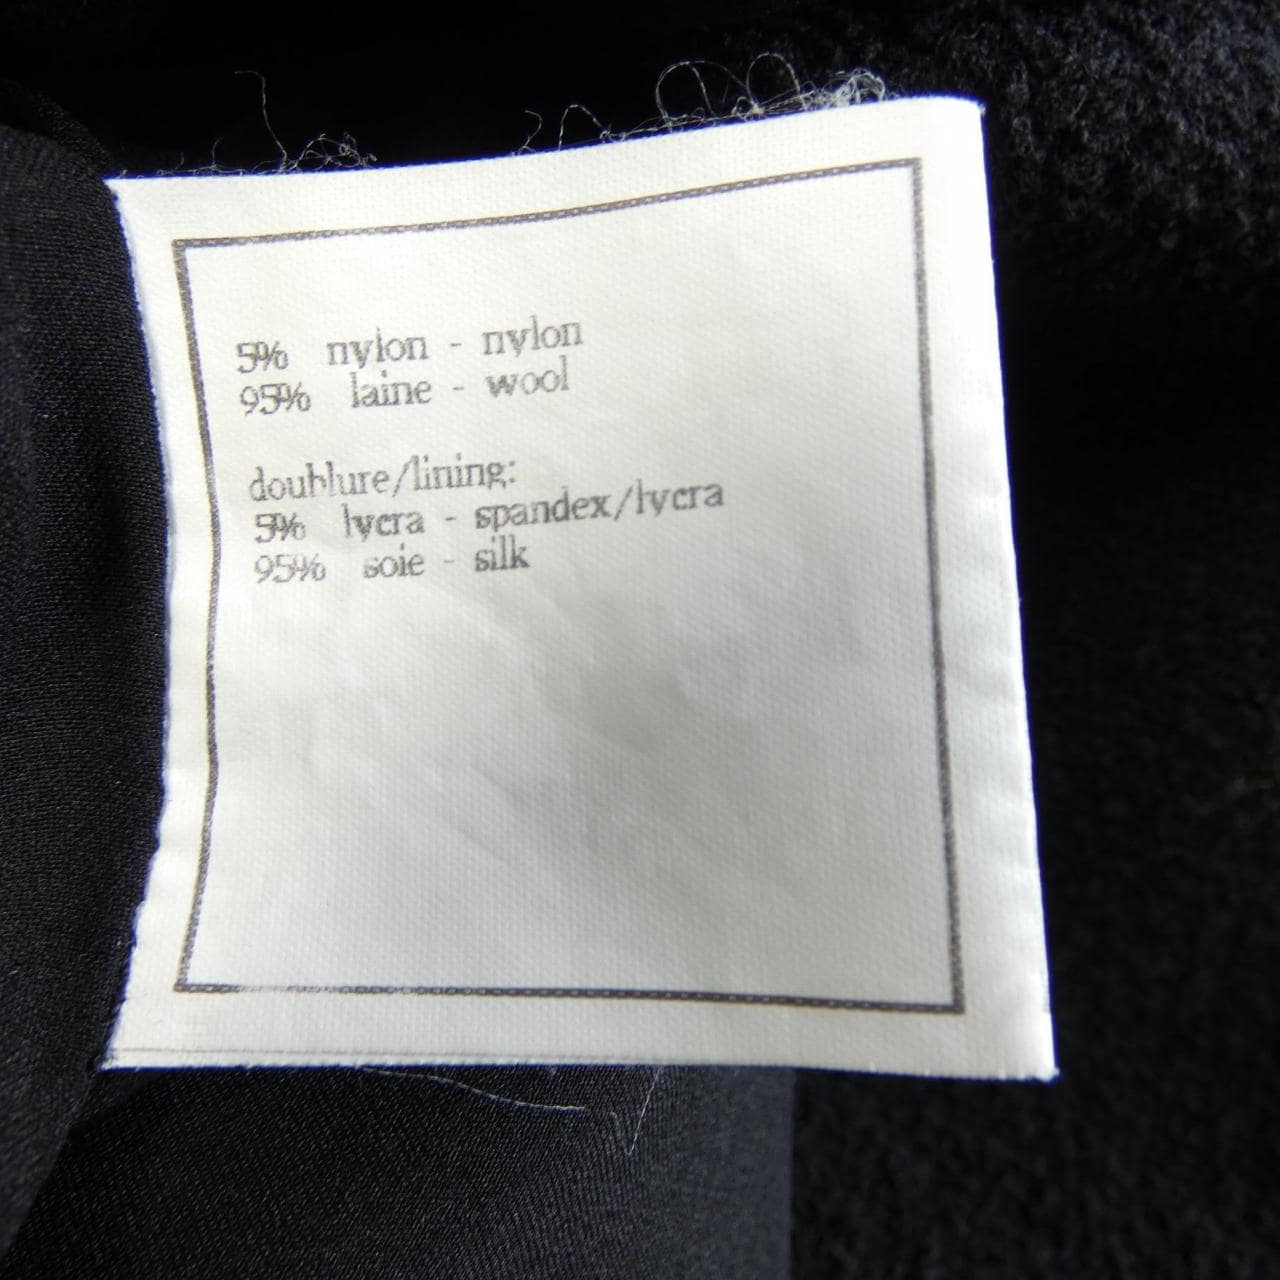 5% nylon - nylon
95% laine - wool
doublure/lining:
5% lycra - spandex/lycra
95% soie - silk